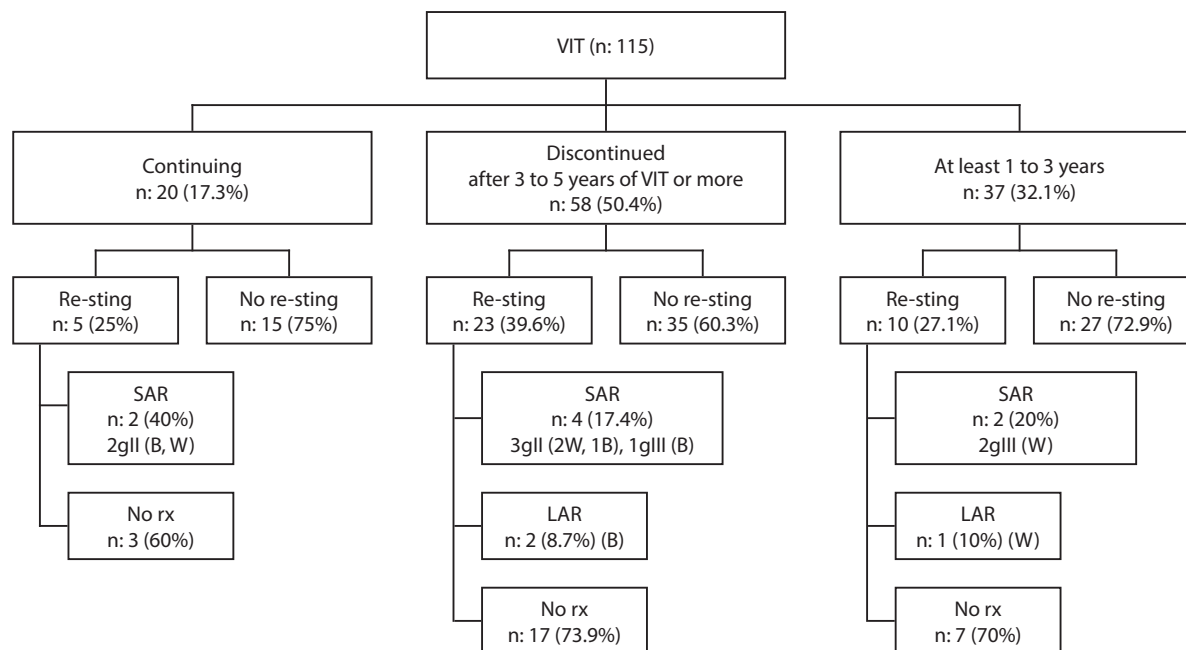 VIT (n: 115)
Continuing
n: 20 (17.3%)
Discontinued
after 3 to 5 years of VIT or more
n: 58 (50.4%)
At least 1 to 3 years
n: 37 (32.1%)
Re-sting
n: 5 (25%)
No re-sting
n: 15 (75%)
Re-sting
n: 23 (39.6%)
No re-sting
n: 35 (60.3%)
Re-sting
n: 10 (27.1%)
No re-sting
n: 27 (72.9%)
SAR
n: 2 (40%)
2gII (B, W)
No rx
n: 3 (60%)
SAR
n: 4 (17.4%)
3gII (2W, 1B), 1gIII (B)
LAR
n: 2 (8.7%) (B)
No rx
n: 17 (73.9%)
SAR
n: 2 (20%)
2gIII (W)
LAR
n: 1 (10%) (W)
No rx
n: 7 (70%)